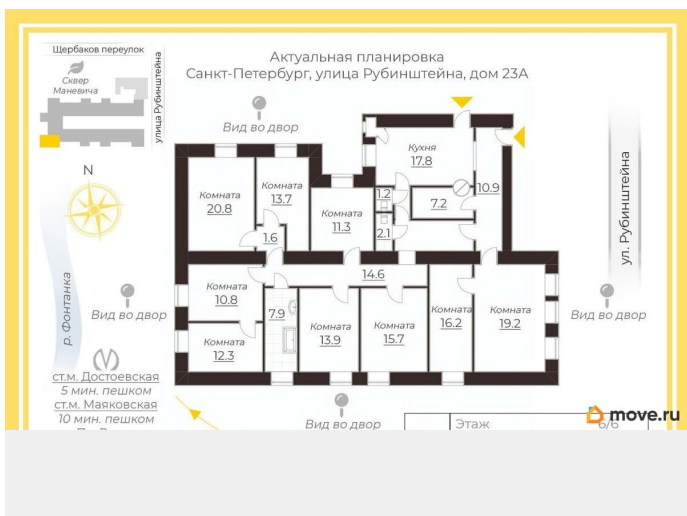 Щербаков переулок
Сквер
Маневича
улица Рубинштейна
Актуальная планировка
Санкт-Петербург, улица Рубинштейна, дом 23А
Вид во двор
N
р. Фонтанка
Вид во двор
ст.м. Достоевская
5 мин. пешком
ст.м. Маяковская
10 мин. пешком
Кухня
17.8
10.9
7.2
1.2
2.1
Комната
20.8
Комната
13.7
1.6
Комната
11.3
14.6
Комната
10.8
7.9
Комната
12.3
Комната
13.9
Комната
15.7
Комната
16.2
Комната
19.2
ул. Рубинштейна
Вид во двор
Вид во двор
Этаж
6/6
move.ru